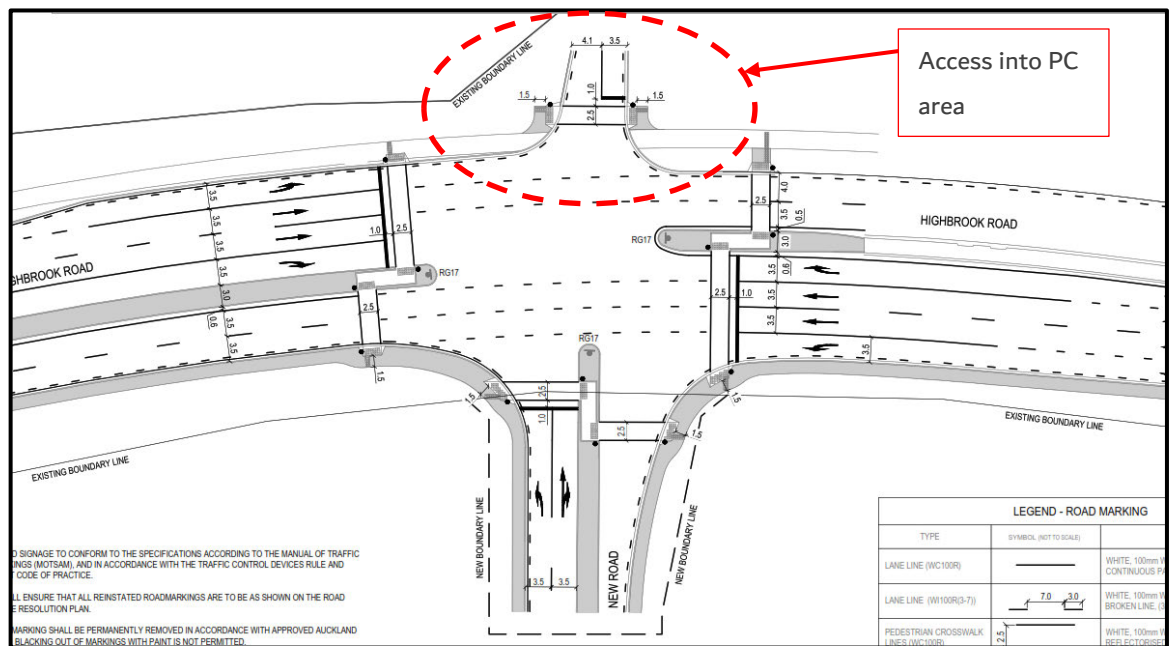 4.1
3.5
Access into PC
area
EXISTING BOUNDARY LINE
1.0
1.5
1.5
2.5
3.5
3.5
3.5
3.5
1.0
2.5
2.5
4.0
3.5
0.5
HIGHBROOK ROAD
RG17
3.0
GHBROOK ROAD
RG17
3.5
0.6
3.0
3.5
2.5
2.5
1.0
3.5
0.6
3.5
3.5
3.5
RG17
1.5
1.5
2.5
1.5
1.0
2.5
1.5
EXISTING BOUNDARY LINE
EXISTING BOUNDARY LINE
NEW BOUNDARY LINE
3.5
3.5
NEW ROAD
NEW BOUNDARY LINE
D SIGNAGE TO CONFORM TO THE SPECIFICATIONS ACCORDING TO THE MANUAL OF TRAFFIC
KINGS (MOTSAM), AND IN ACCORDANCE WITH THE TRAFFIC CONTROL DEVICES RULE AND
T CODE OF PRACTICE.
LL ENSURE THAT ALL REINSTATED ROADMARKINGS ARE TO BE AS SHOWN ON THE ROAD
E RESOLUTION PLAN.
MARKING SHALL BE PERMANENTLY REMOVED IN ACCORDANCE WITH APPROVED AUCKLAND
BLACKING OUT OF MARKINGS WITH PAINT IS NOT PERMITTED.
LEGEND - ROAD MARKING
TYPE
SYMBOL (NOT TO SCALE)
LANE LINE (WC100R)
WHITE, 100mm W
CONTINUOUS PA
LANE LINE (WI100R(3-7))
7.0
3.0
WHITE, 100mm W
BROKEN LINE, (3
PEDESTRIAN CROSSWALK
LINES (WC100R)
2.5
WHITE, 100mm W
REFLECTORISED